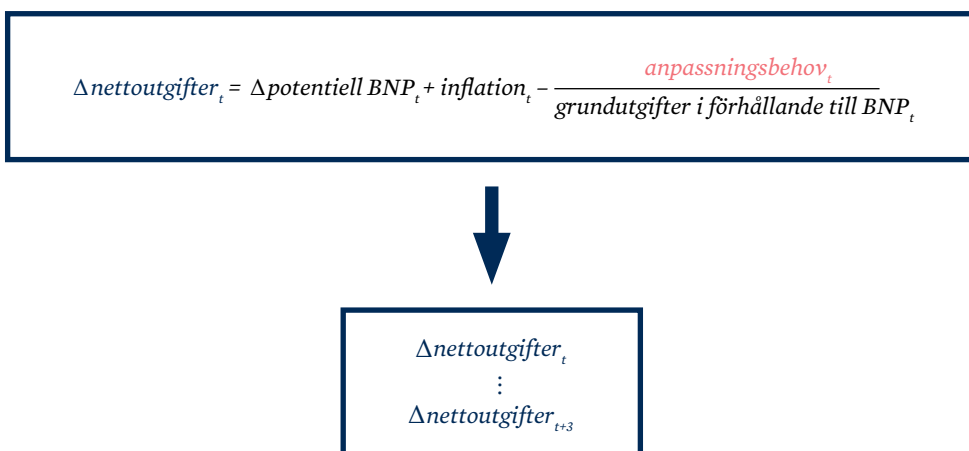 Δnettoutgifter_t = Δpotentiell BNP_t + inflation_t – anpassningsbehov_t / grundutgifter i förhållande till BNP_t
Δnettoutgifter_t
⋮
Δnettoutgifter_t+3